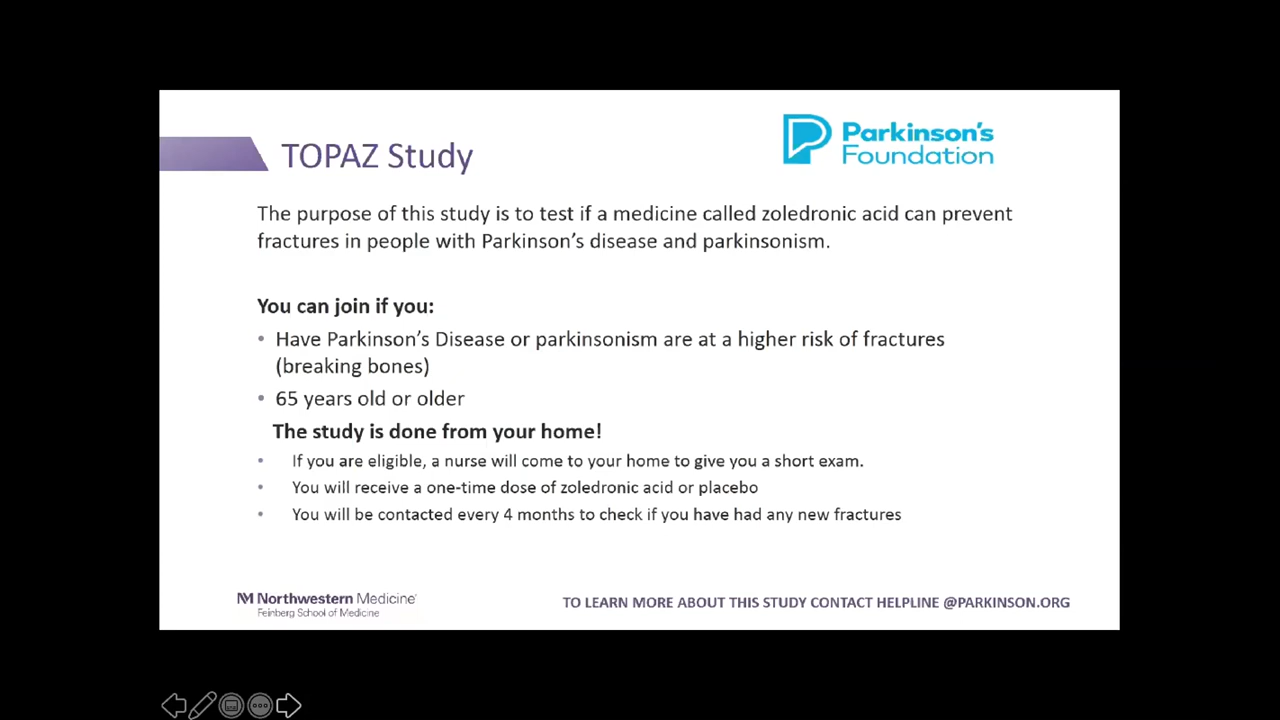 TOPAZ Study
Parkinson's
Foundation
The purpose of this study is to test if a medicine called zoledronic acid can prevent
fractures in people with Parkinson's disease and parkinsonism.
You can join if you:
• Have Parkinson's Disease or parkinsonism are at a higher risk of fractures
(breaking bones)
• 65 years old or older
The study is done from your home!
• If you are eligible, a nurse will come to your home to give you a short exam.
• You will receive a one-time dose of zoledronic acid or placebo
• You will be contacted every 4 months to check if you have had any new fractures
Northwestern Medicine
Feinberg School of Medicine
TO LEARN MORE ABOUT THIS STUDY CONTACT HELPLINE @PARKINSON.ORG